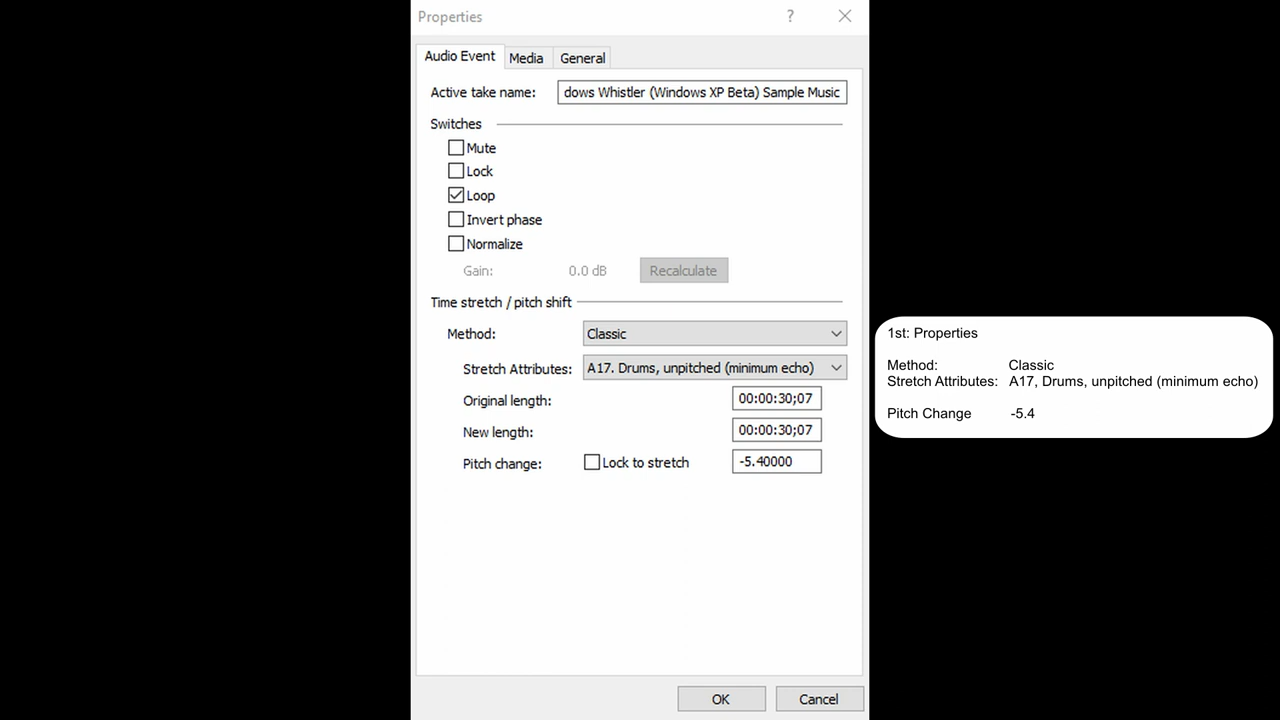 Properties
?
Audio Event Media General
Active take name: dows Whistler (Windows XP Beta) Sample Music
Switches
Mute
Lock
Loop
Invert phase
Normalize
Gain: 0.0 dB Recalculate
Time stretch / pitch shift
Method: Classic
Stretch Attributes: A17. Drums, unpitched (minimum echo)
Original length: 00:00:30;07
New length: 00:00:30;07
Pitch change: Lock to stretch -5.40000
OK Cancel
1st: Properties
Method: Classic
Stretch Attributes: A17, Drums, unpitched (minimum echo)
Pitch Change -5.4